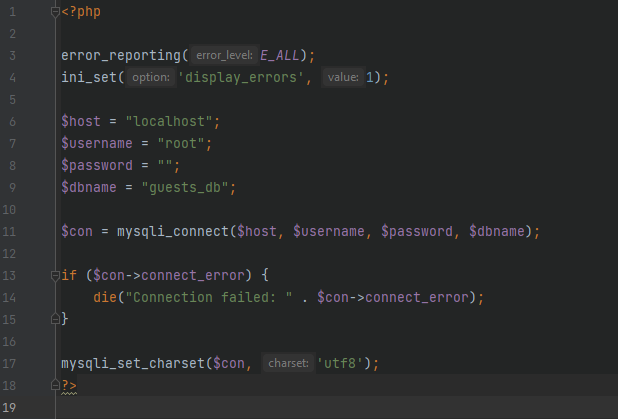 1 <?php
2
3 error_reporting( error_level: E_ALL);
4 ini_set( option: 'display_errors', value: 1);
5
6 $host = "localhost";
7 $username = "root";
8 $password = "";
9 $dbname = "guests_db";
10
11 $con = mysqli_connect($host, $username, $password, $dbname);
12
13 if ($con->connect_error) {
14 die("Connection failed: " . $con->connect_error);
15 }
16
17 mysqli_set_charset($con, charset: 'utf8');
18 ?>
19